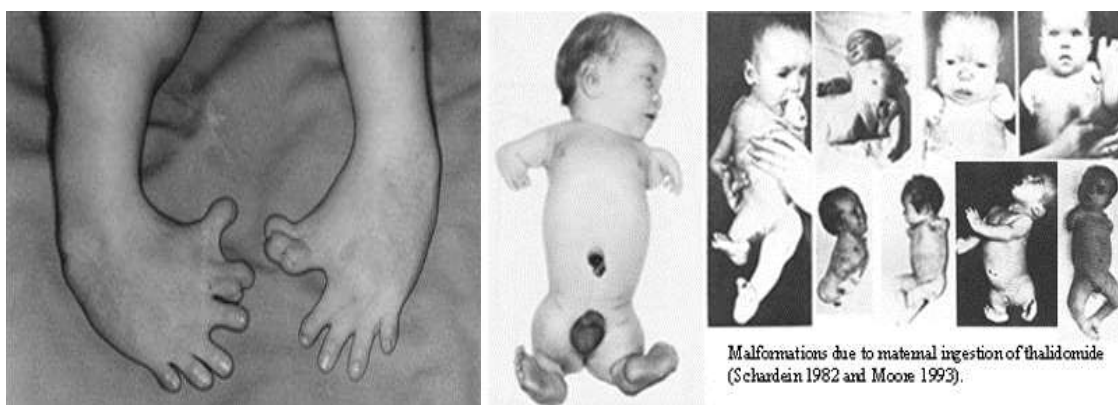 Malformations due to maternal ingestion of thalidomide
(Schardein 1982 and Moore 1993).